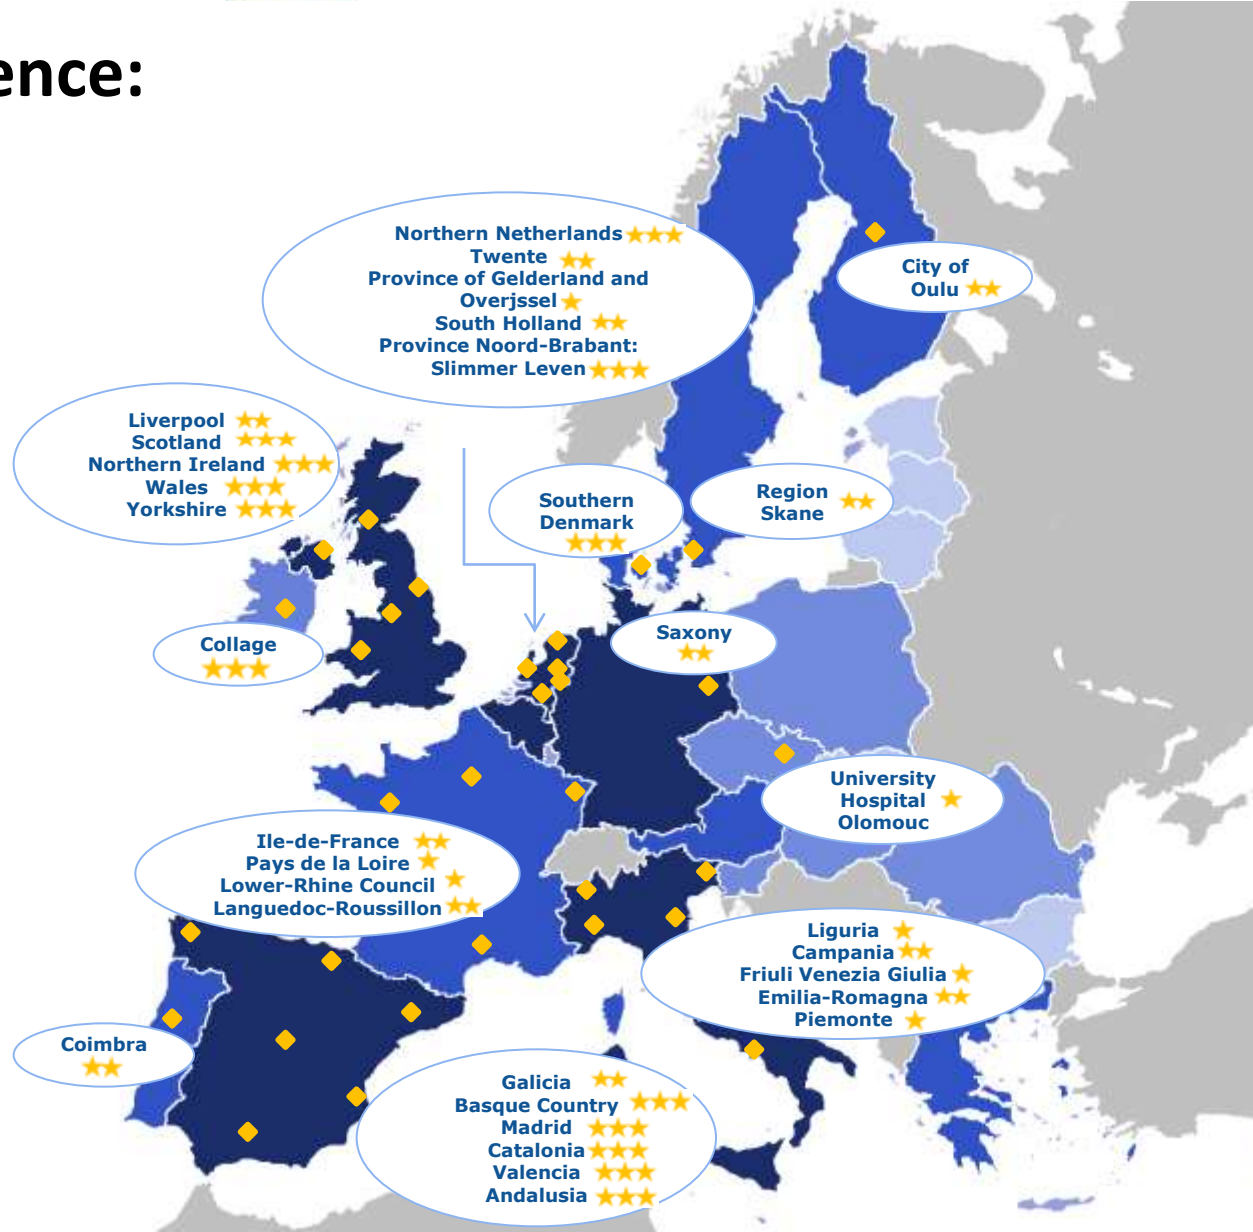 ence:
Northern Netherlands
Twente
Province of Gelderland and
Overjssel
South Holland
Province Noord-Brabant:
Slimmer Leven
City of
Oulu
Liverpool
Scotland
Northern Ireland
Wales
Yorkshire
Southern
Denmark
Region
Skane
Collage
Saxony
University
Hospital
Olomouc
Ile-de-France
Pays de la Loire
Lower-Rhine Council
Languedoc-Roussillon
Liguria
Campania
Friuli Venezia Giulia
Emilia-Romagna
Piemonte
Coimbra
Galicia
Basque Country
Madrid
Catalonia
Valencia
Andalusia